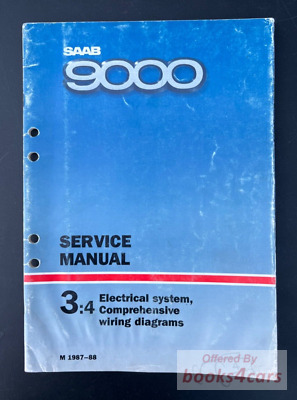 SAAB
9000
SERVICE
MANUAL
3:4 Electrical system,
Comprehensive
wiring diagrams
M 1987–88
Offered By
books4cars